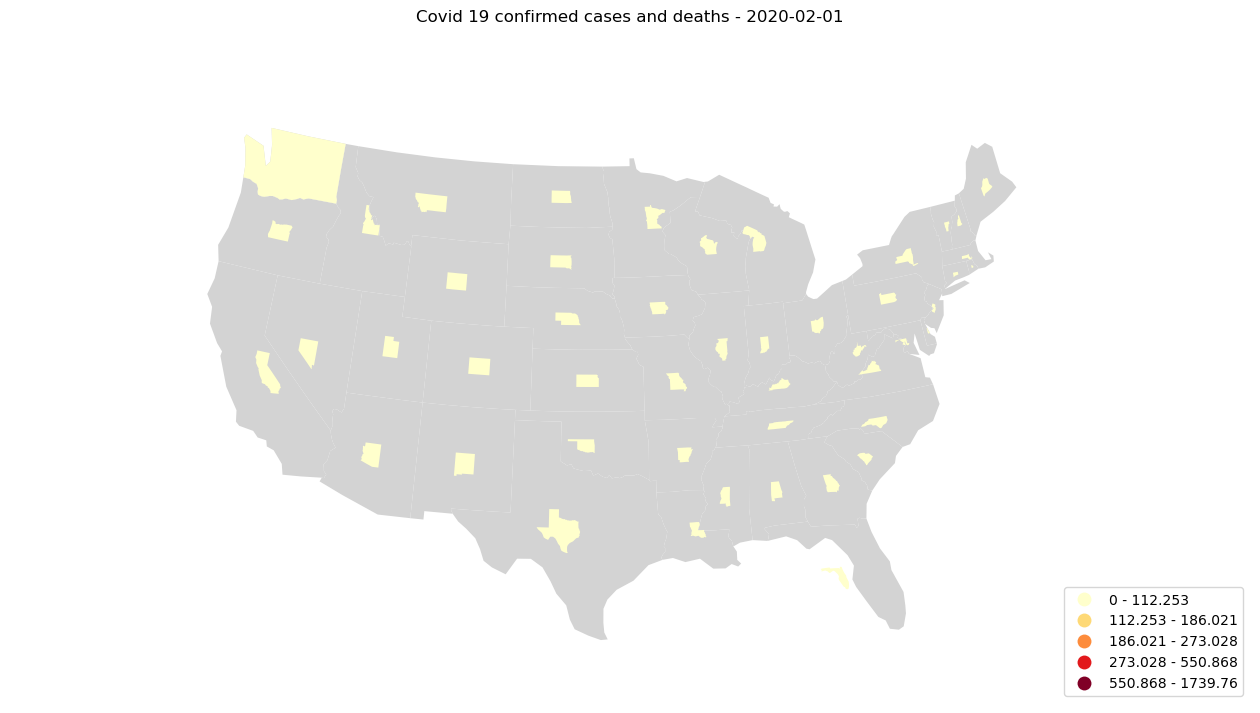 Covid 19 confirmed cases and deaths - 2020-02-01
0 - 112.253
112.253 - 186.021
186.021 - 273.028
273.028 - 550.868
550.868 - 1739.76